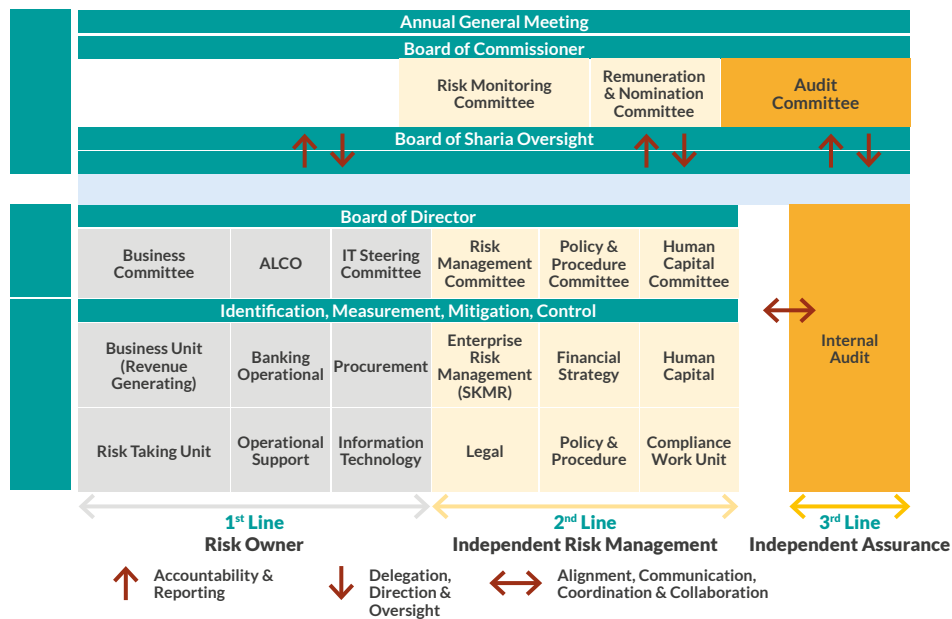 Annual General Meeting
Board of Commissioner
Risk Monitoring
Committee
Remuneration
& Nomination
Committee
Audit
Committee
Board of Sharia Oversight
Board of Director
Business
Committee
ALCO
IT Steering
Committee
Risk
Management
Committee
Policy &
Procedure
Committee
Human
Capital
Committee
Identification, Measurement, Mitigation, Control
Business Unit
(Revenue
Generating)
Banking
Operational
Procurement
Enterprise
Risk
Management
(SKMR)
Financial
Strategy
Human
Capital
Internal
Audit
Risk Taking Unit
Operational
Support
Information
Technology
Legal
Policy &
Procedure
Compliance
Work Unit
1st Line
Risk Owner
2nd Line
Independent Risk Management
3rd Line
Independent Assurance
Accountability &
Reporting
Delegation,
Direction &
Oversight
Alignment, Communication,
Coordination & Collaboration